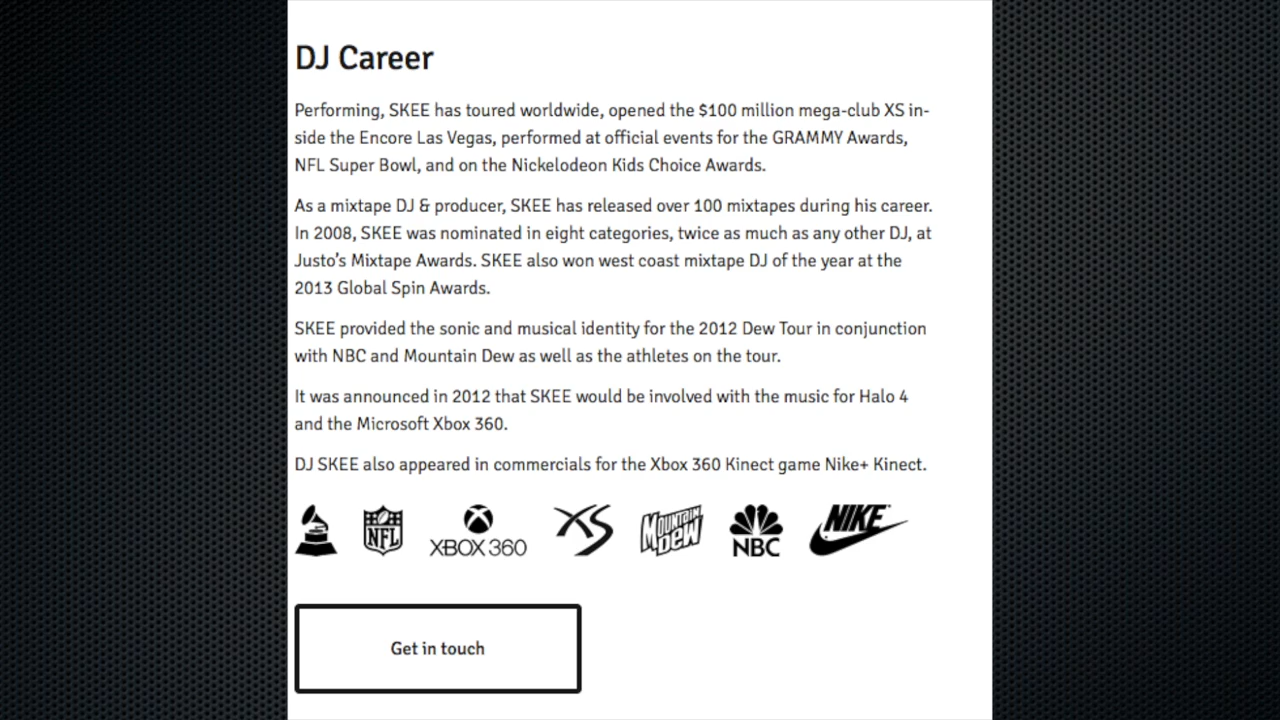 DJ Career
Performing, SKEE has toured worldwide, opened the $100 million mega-club XS in-
side the Encore Las Vegas, performed at official events for the GRAMMY Awards,
NFL Super Bowl, and on the Nickelodeon Kids Choice Awards.
As a mixtape DJ & producer, SKEE has released over 100 mixtapes during his career.
In 2008, SKEE was nominated in eight categories, twice as much as any other DJ, at
Justo's Mixtape Awards. SKEE also won west coast mixtape DJ of the year at the
2013 Global Spin Awards.
SKEE provided the sonic and musical identity for the 2012 Dew Tour in conjunction
with NBC and Mountain Dew as well as the athletes on the tour.
It was announced in 2012 that SKEE would be involved with the music for Halo 4
and the Microsoft Xbox 360.
DJ SKEE also appeared in commercials for the Xbox 360 Kinect game Nike+ Kinect.
NFL
XBOX 360
XS
MOUNTAIN
DEW
NBC
NIKE
Get in touch